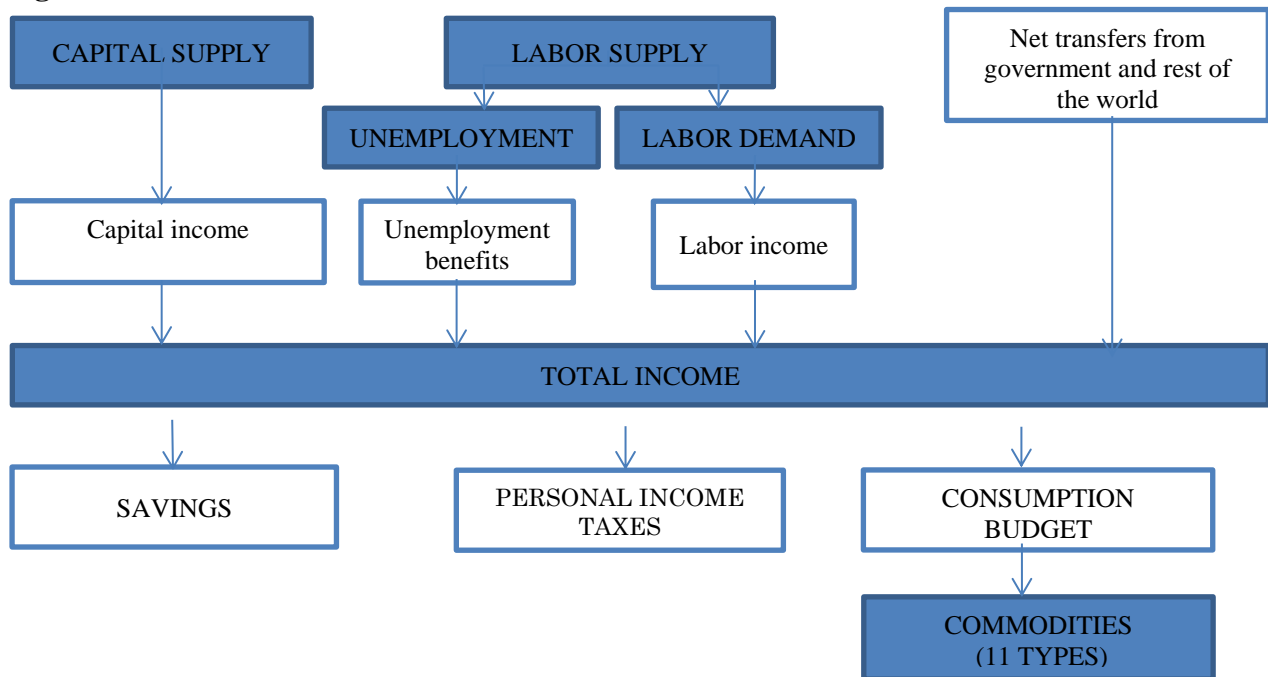 CAPITAL SUPPLY
LABOR SUPPLY
Net transfers from
government and rest of
the world
UNEMPLOYMENT
LABOR DEMAND
Capital income
Unemployment
benefits
Labor income
TOTAL INCOME
SAVINGS
PERSONAL INCOME
TAXES
CONSUMPTION
BUDGET
COMMODITIES
(11 TYPES)